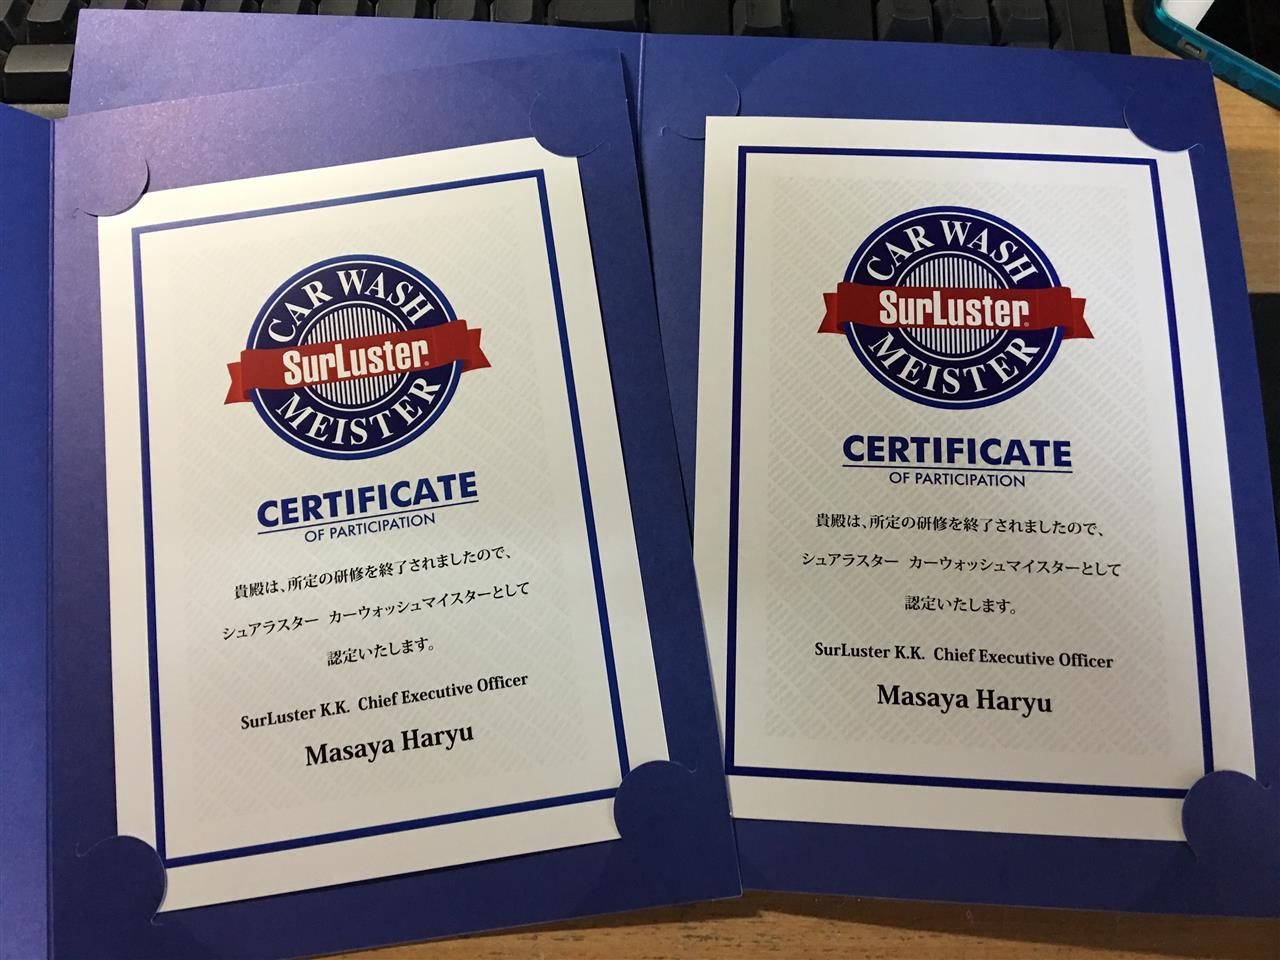 CAR WASH
SurLuster®
MEISTER
CERTIFICATE
OF PARTICIPATION
貴殿は、所定の研修を終了されましたので、
シュアラスター カーウォッシュマイスターとして
認定いたします。
SurLuster K.K. Chief Executive Officer
Masaya Haryu
CAR WASH
SurLuster®
MEISTER
CERTIFICATE
OF PARTICIPATION
貴殿は、所定の研修を終了されましたので、
シュアラスター カーウォッシュマイスターとして
認定いたします。
SurLuster K.K. Chief Executive Officer
Masaya Haryu